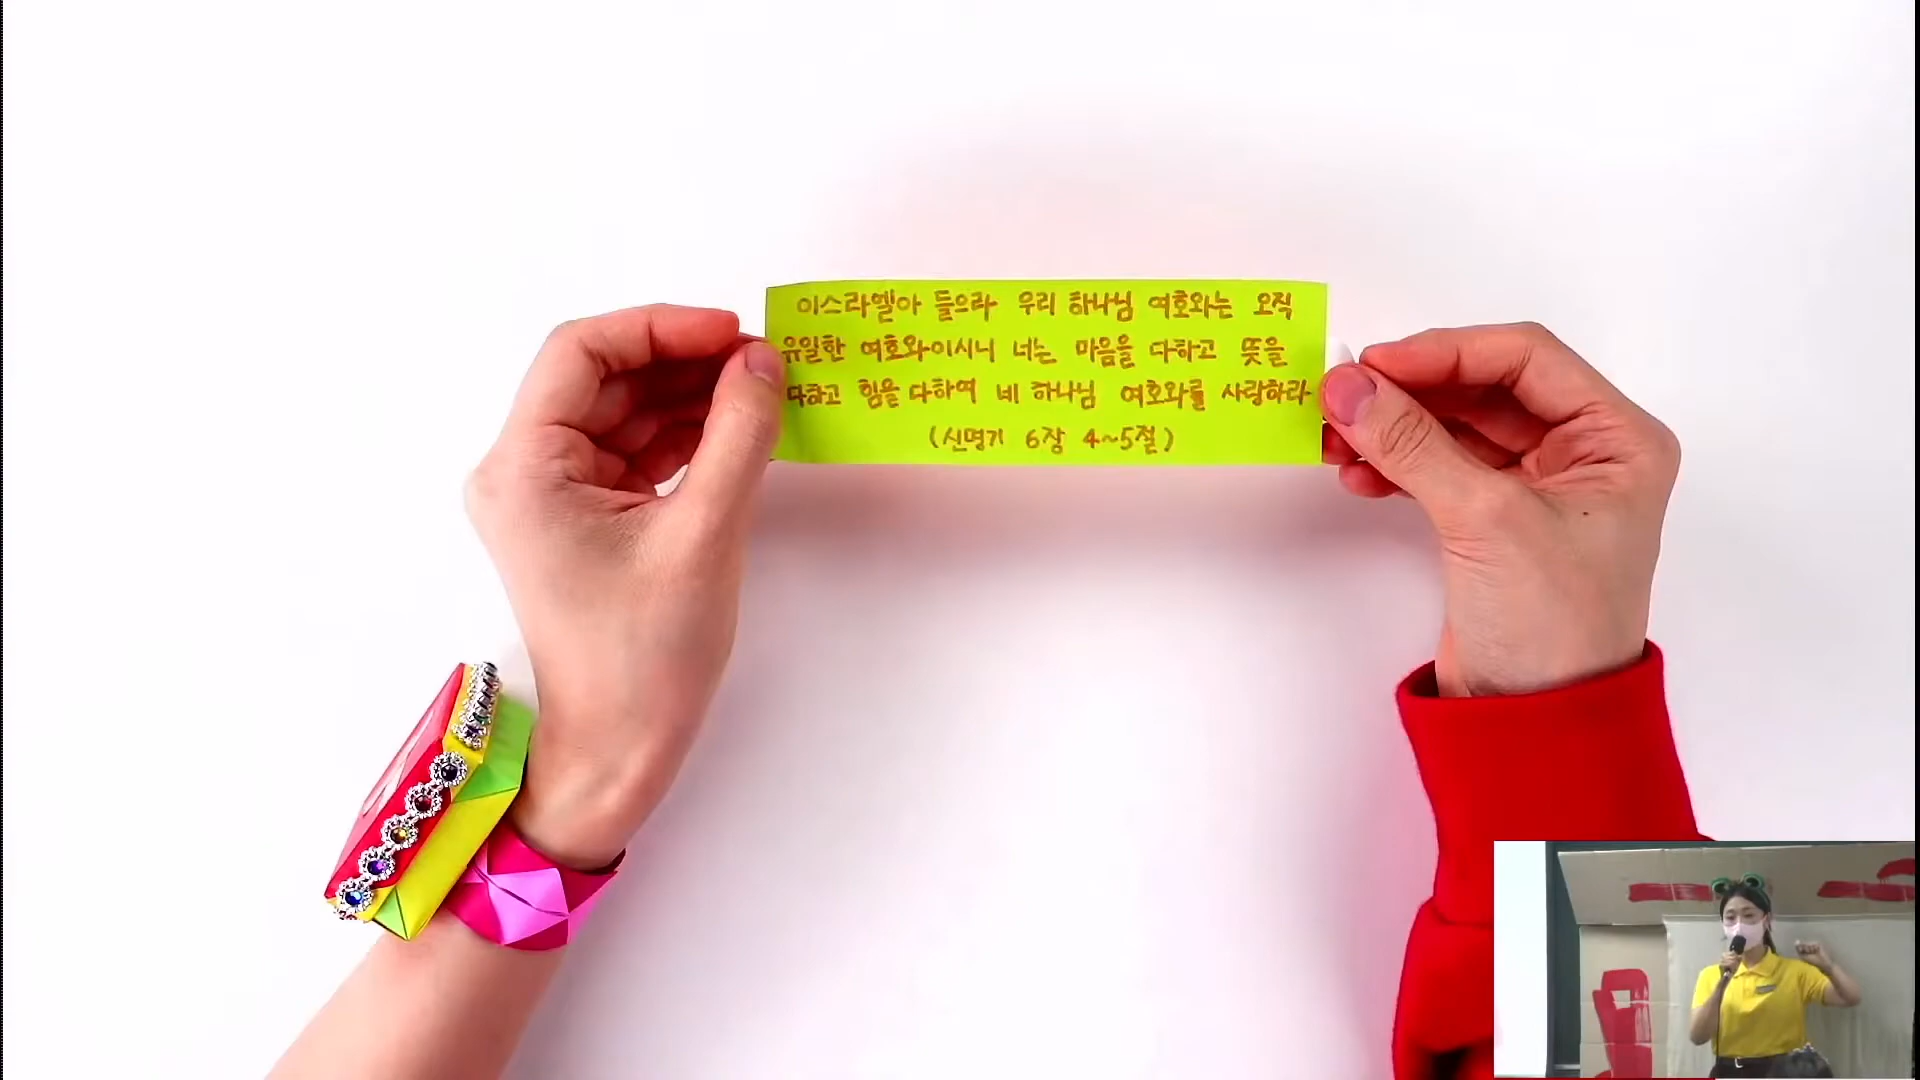 이스라엘아 들으라 우리 하나님 여호와는 오직
유일한 여호와이시니 너는 마음을 다하고 뜻을
다하고 힘을 다하여 네 하나님 여호와를 사랑하라
(신명기 6장 4~5절)